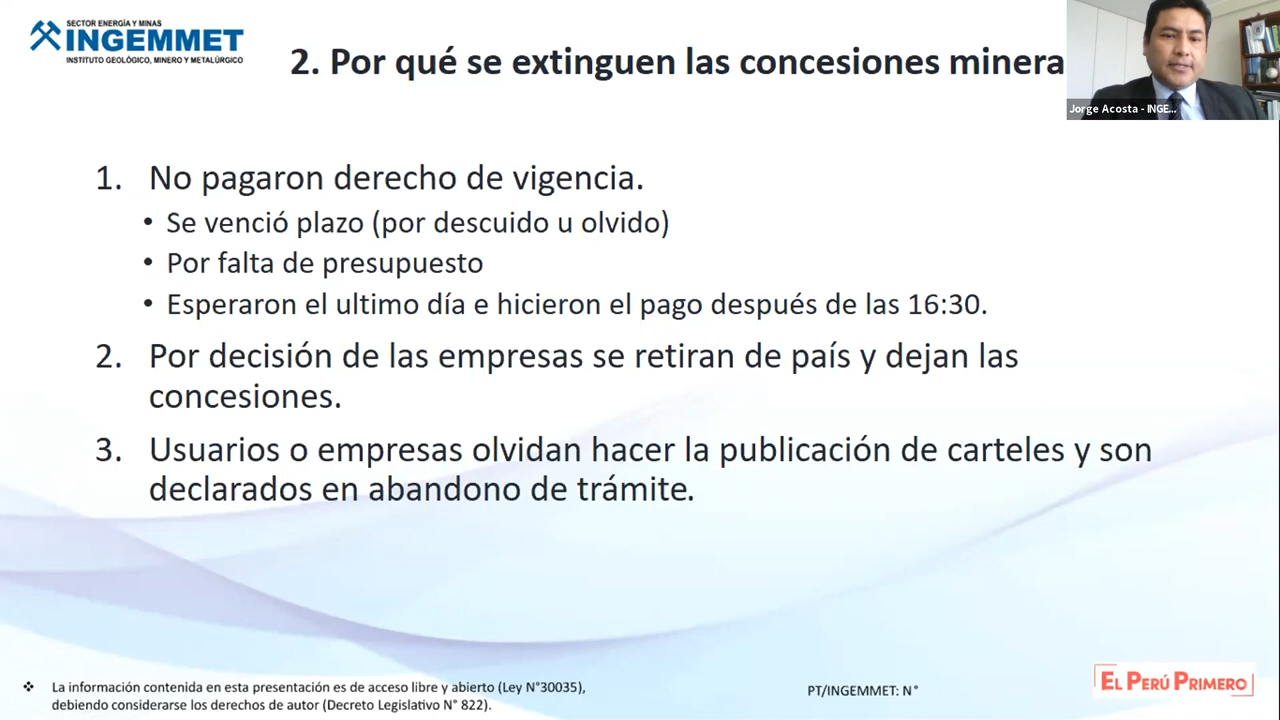 SECTOR ENERGÍA Y MINAS
INGEMMET
INSTITUTO GEOLÓGICO, MINERO Y METALÚRGICO
2. Por qué se extinguen las concesiones minera
Jorge Acosta - INGE...
1. No pagaron derecho de vigencia.
• Se venció plazo (por descuido u olvido)
• Por falta de presupuesto
• Esperaron el ultimo día e hicieron el pago después de las 16:30.
2. Por decisión de las empresas se retiran de país y dejan las
concesiones.
3. Usuarios o empresas olvidan hacer la publicación de carteles y son
declarados en abandono de trámite.
❖ La información contenida en esta presentación es de acceso libre y abierto (Ley N°30035),
debiendo considerarse los derechos de autor (Decreto Legislativo N° 822).
PT/INGEMMET: N°
EL PERÚ PRIMERO